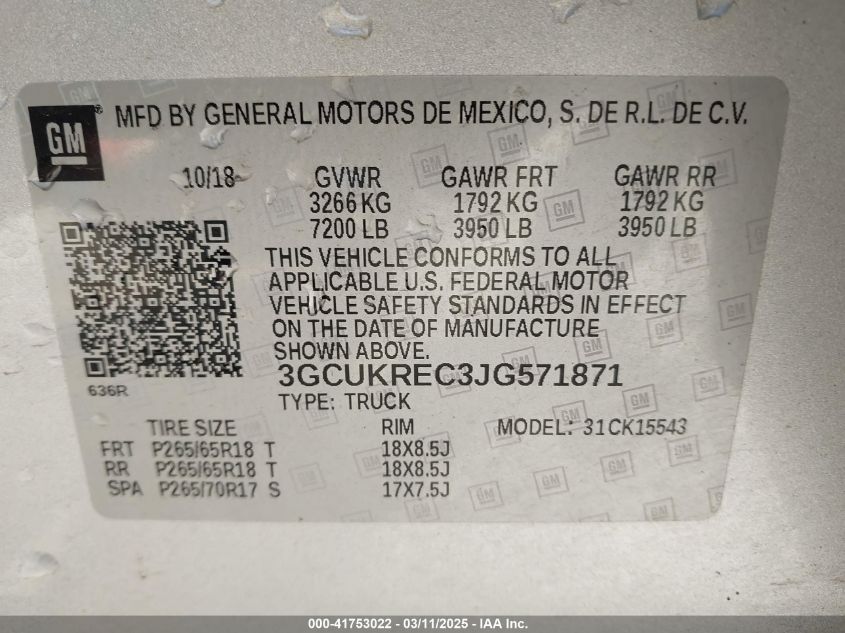 GM
® MFD BY GENERAL MOTORS DE MEXICO, S. DE R.L. DE C.V.
10/18 GVWR GAWR FRT GAWR RR
3266 KG 1792 KG 1792 KG
7200 LB 3950 LB 3950 LB
THIS VEHICLE CONFORMS TO ALL
APPLICABLE U.S. FEDERAL MOTOR
VEHICLE SAFETY STANDARDS IN EFFECT
ON THE DATE OF MANUFACTURE
SHOWN ABOVE.
636R
3GCUKREC3JG571871
TYPE: TRUCK
TIRE SIZE RIM MODEL: 31CK15543
FRT P265/65R18 T 18X8.5J
RR P265/65R18 T 18X8.5J
SPA P265/70R17 S 17X7.5J
000-41753022 - 03/11/2025 - IAA Inc.